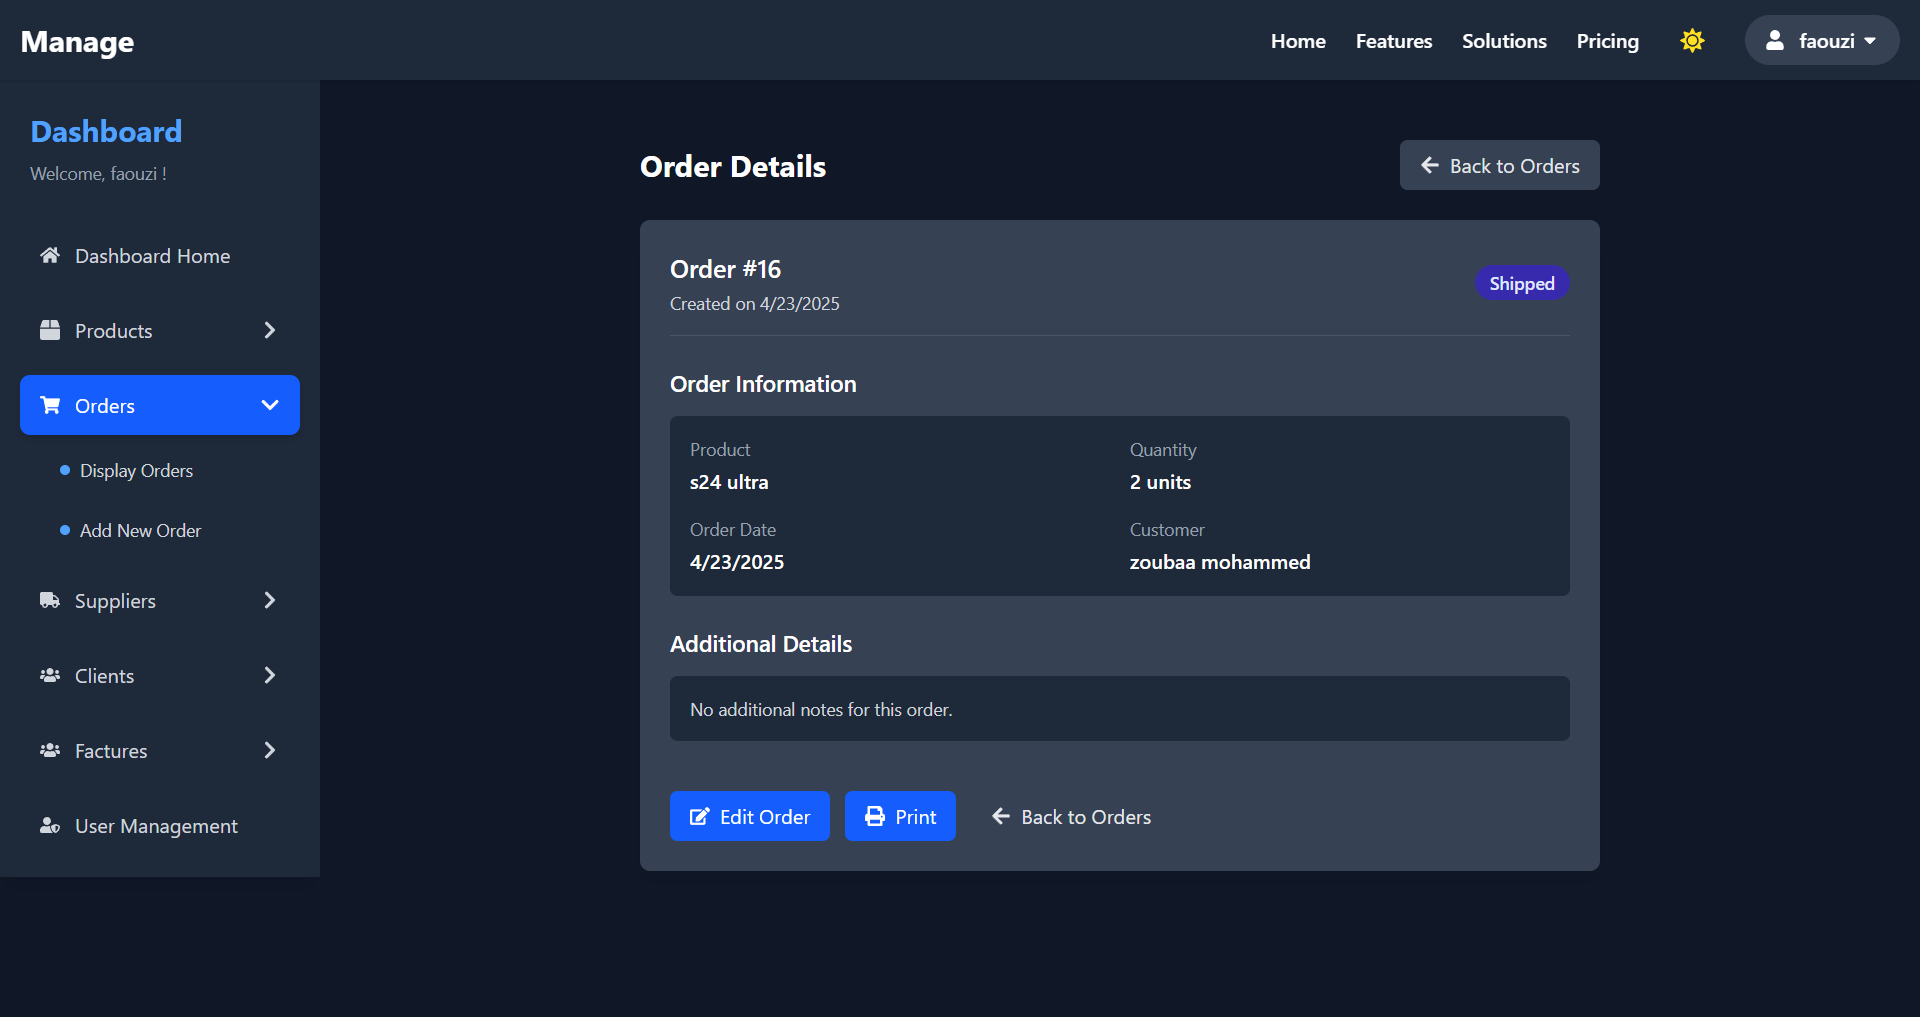 Manage
Home Features Solutions Pricing faouzi
Dashboard
Welcome, faouzi !
Dashboard Home
Products
Orders
Display Orders
Add New Order
Suppliers
Clients
Factures
User Management
Order Details
Back to Orders
Order #16
Created on 4/23/2025
Shipped
Order Information
Product
s24 ultra
Quantity
2 units
Order Date
4/23/2025
Customer
zoubaa mohammed
Additional Details
No additional notes for this order.
Edit Order Print Back to Orders